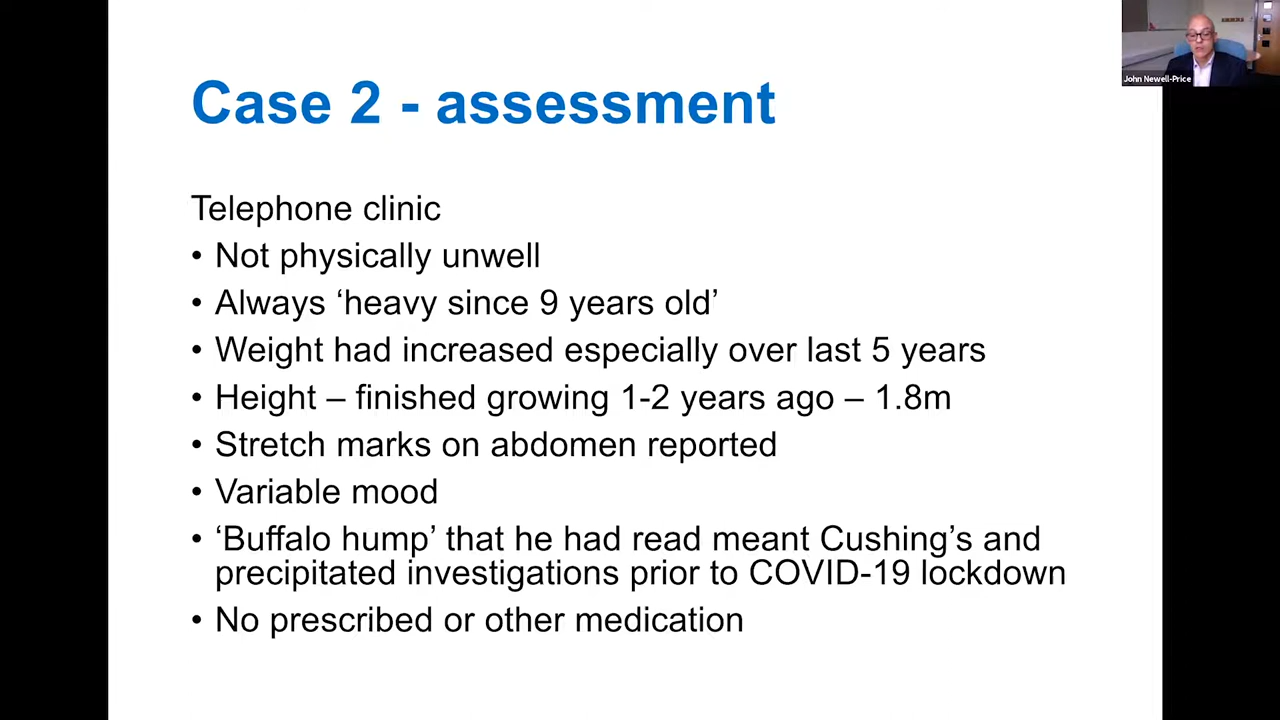 John Newell-Price
Case 2 - assessment
Telephone clinic
• Not physically unwell
• Always ‘heavy since 9 years old’
• Weight had increased especially over last 5 years
• Height – finished growing 1-2 years ago – 1.8m
• Stretch marks on abdomen reported
• Variable mood
• ‘Buffalo hump’ that he had read meant Cushing’s and
precipitated investigations prior to COVID-19 lockdown
• No prescribed or other medication